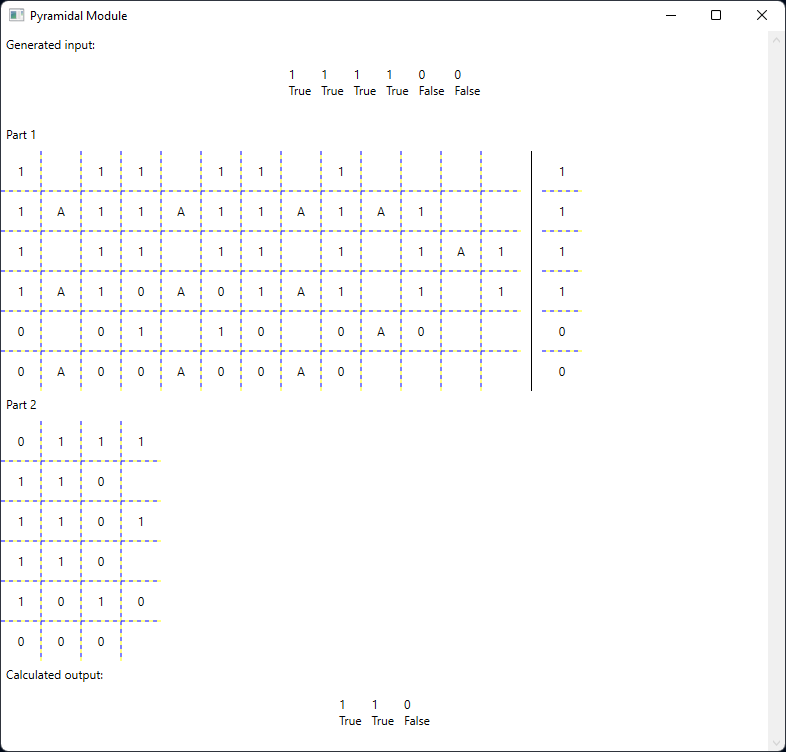 Pyramidal Module
Generated input:
1 1 1 1 0 0
True True True True False False
Part 1
1 1 1 1 1 1 1
1 A 1 1 A 1 1 A 1 A 1 1
1 1 1 1 1 1 1 A 1 1
1 A 1 0 A 0 1 A 1 1 1 1
0 0 1 1 0 0 A 0 0
0 A 0 0 A 0 0 A 0 0
Part 2
0 1 1 1
1 1 0
1 1 0 1
1 1 0
1 0 1 0
0 0 0
Calculated output:
1 1 0
True True False